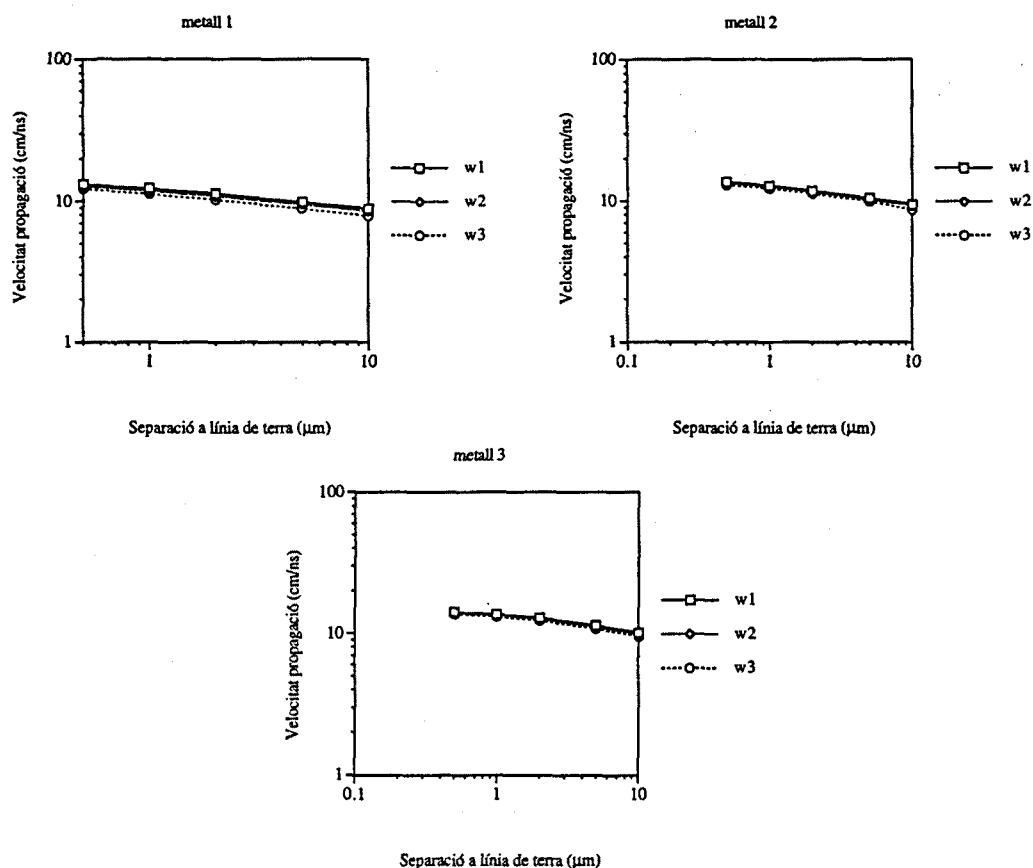 metall 1
Velocitat propagació (cm/ns)
100
10
1
1
10
Separació a línia de terra (μm)
w1
w2
w3
metall 2
Velocitat propagació (cm/ns)
100
10
1
0.1
1
10
Separació a línia de terra (μm)
w1
w2
w3
metall 3
Velocitat propagació (cm/ns)
100
10
1
0.1
1
10
Separació a línia de terra (μm)
w1
w2
w3